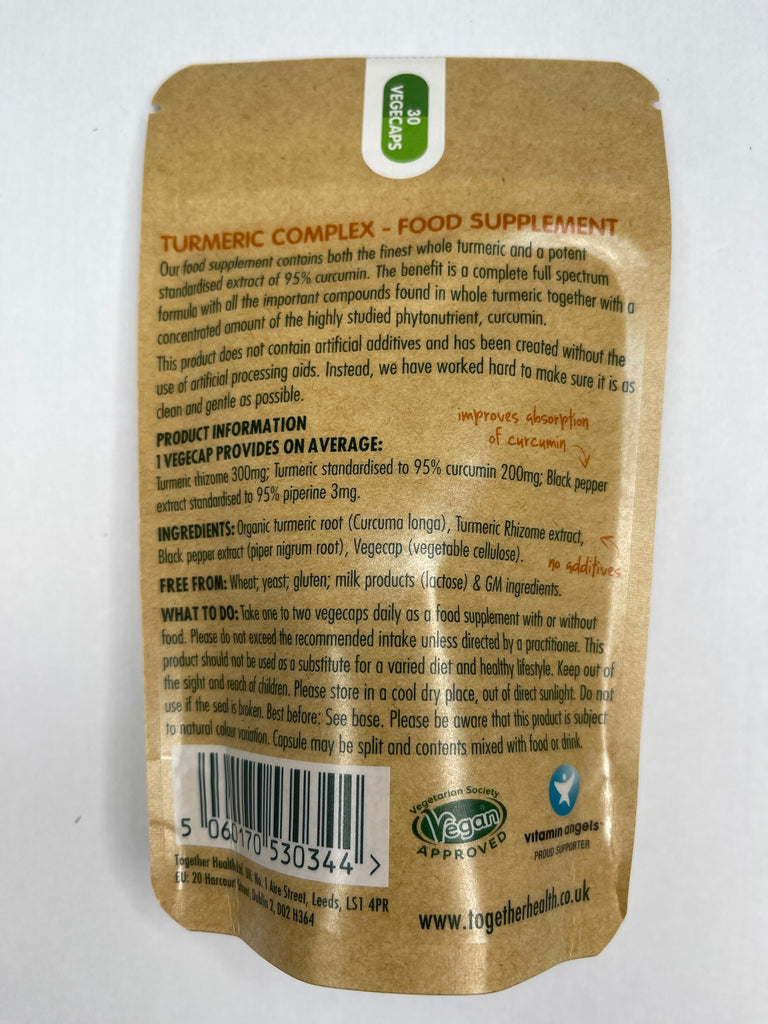 30
VEGECAPS
TURMERIC COMPLEX - FOOD SUPPLEMENT
Our food supplement contains both the finest whole turmeric and a potent
standardised extract of 95% curcumin. The benefit is a complete full spectrum
formula with all the important compounds found in whole turmeric together with a
concentrated amount of the highly studied phytonutrient, curcumin.
This product does not contain artificial additives and has been created without the
use of artificial processing aids. Instead, we have worked hard to make sure it is as
clean and gentle as possible.
improves absorption
of curcumin
PRODUCT INFORMATION
1 VEGECAP PROVIDES ON AVERAGE:
Turmeric rhizome 300mg; Turmeric standardised to 95% curcumin 200mg; Black pepper
extract standardised to 95% piperine 3mg.
INGREDIENTS: Organic turmeric root (Curcuma longa), Turmeric Rhizome extract,
Black pepper extract (piper nigrum root), Vegecap (vegetable cellulose).
no additives
FREE FROM: Wheat; yeast; gluten; milk products (lactose) & GM ingredients.
WHAT TO DO: Take one to two vegecaps daily as a food supplement with or without
food. Please do not exceed the recommended intake unless directed by a practitioner. This
product should not be used as a substitute for a varied diet and healthy lifestyle. Keep out of
the sight and reach of children. Please store in a cool dry place, out of direct sunlight. Do not
use if the seal is broken. Best before: See base. Please be aware that this product is subject
to natural colour variation. Capsule may be split and contents mixed with food or drink.
5 060170 530344 >
Vegetarian Society
Vegan
APPROVED
vitamin angels
PROUD SUPPORTER
Together Health Ltd. UK: No. 1 Aire Street, Leeds, LS1 4PR
EU: 20 Harcourt Street, Dublin 2, D02 H364
www.togetherhealth.co.uk